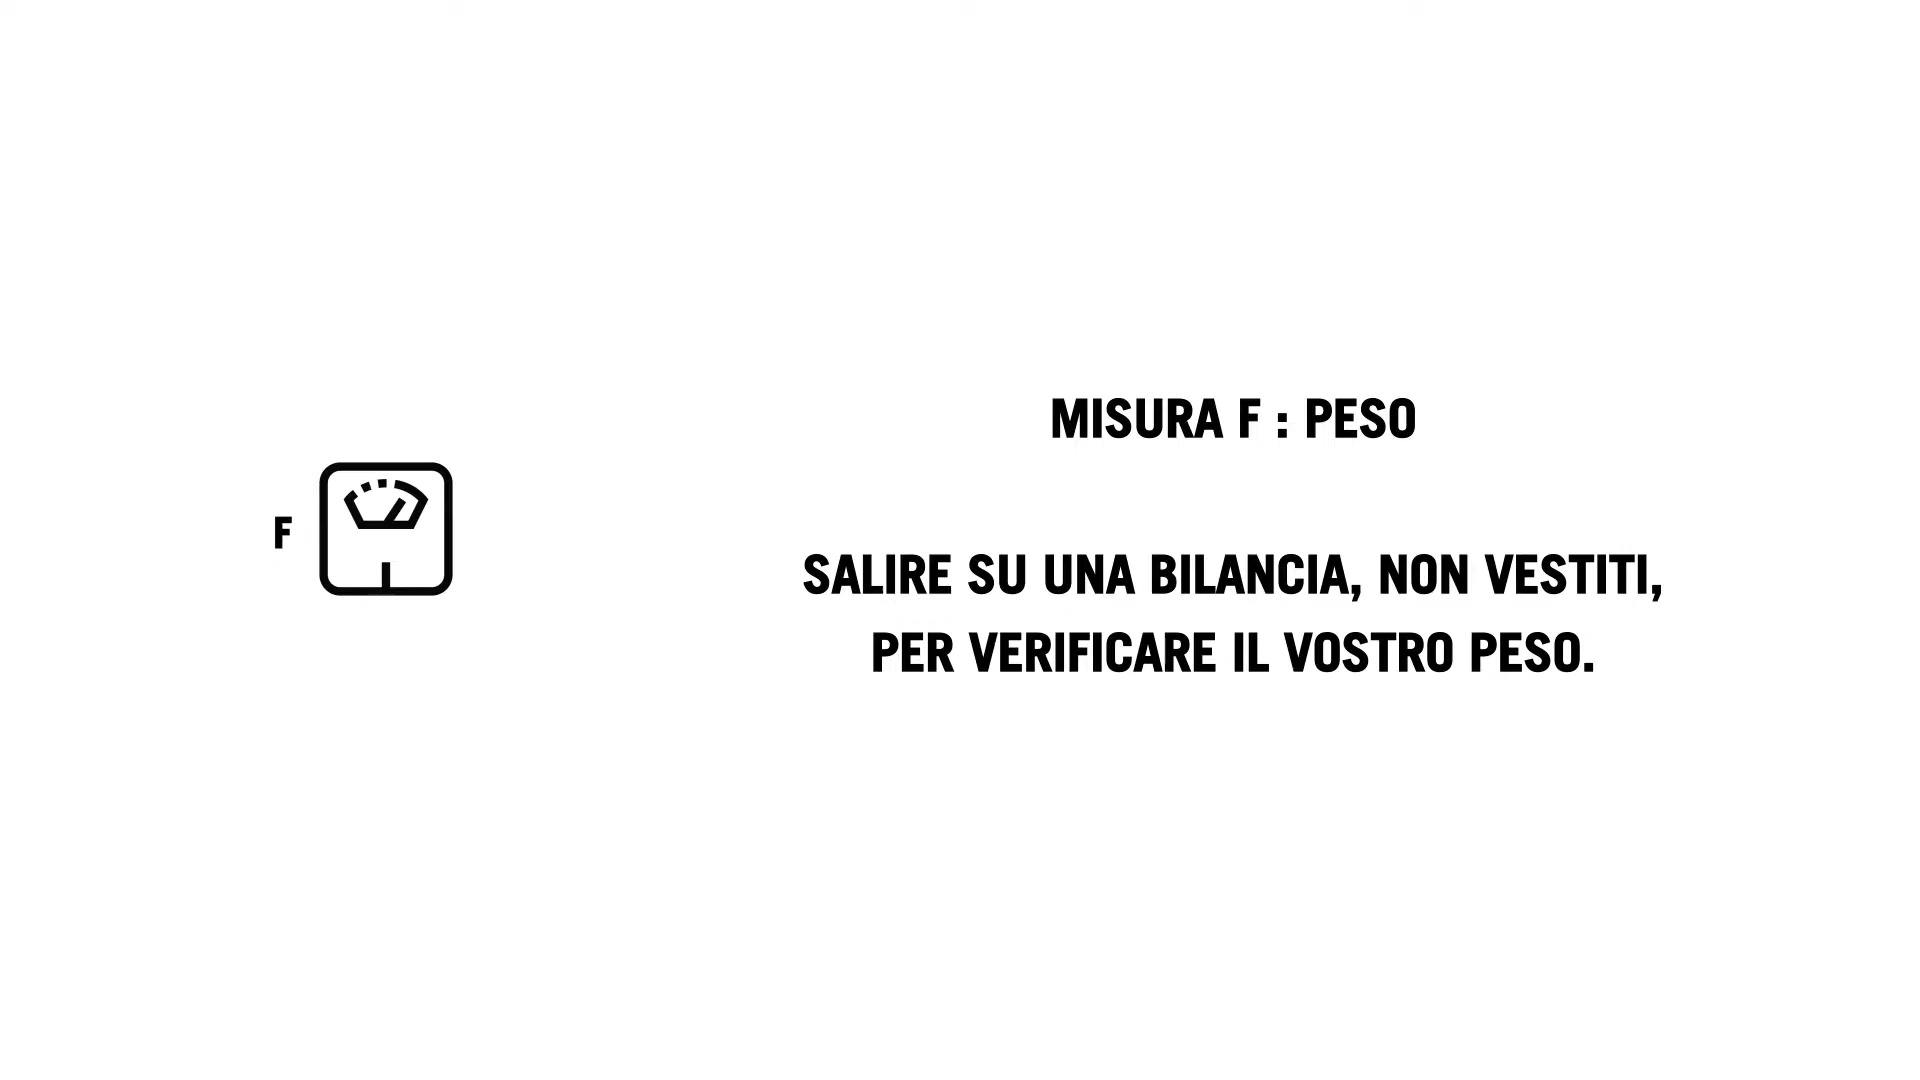 F
MISURA F : PESO
SALIRE SU UNA BILANCIA, NON VESTITI,
PER VERIFICARE IL VOSTRO PESO.